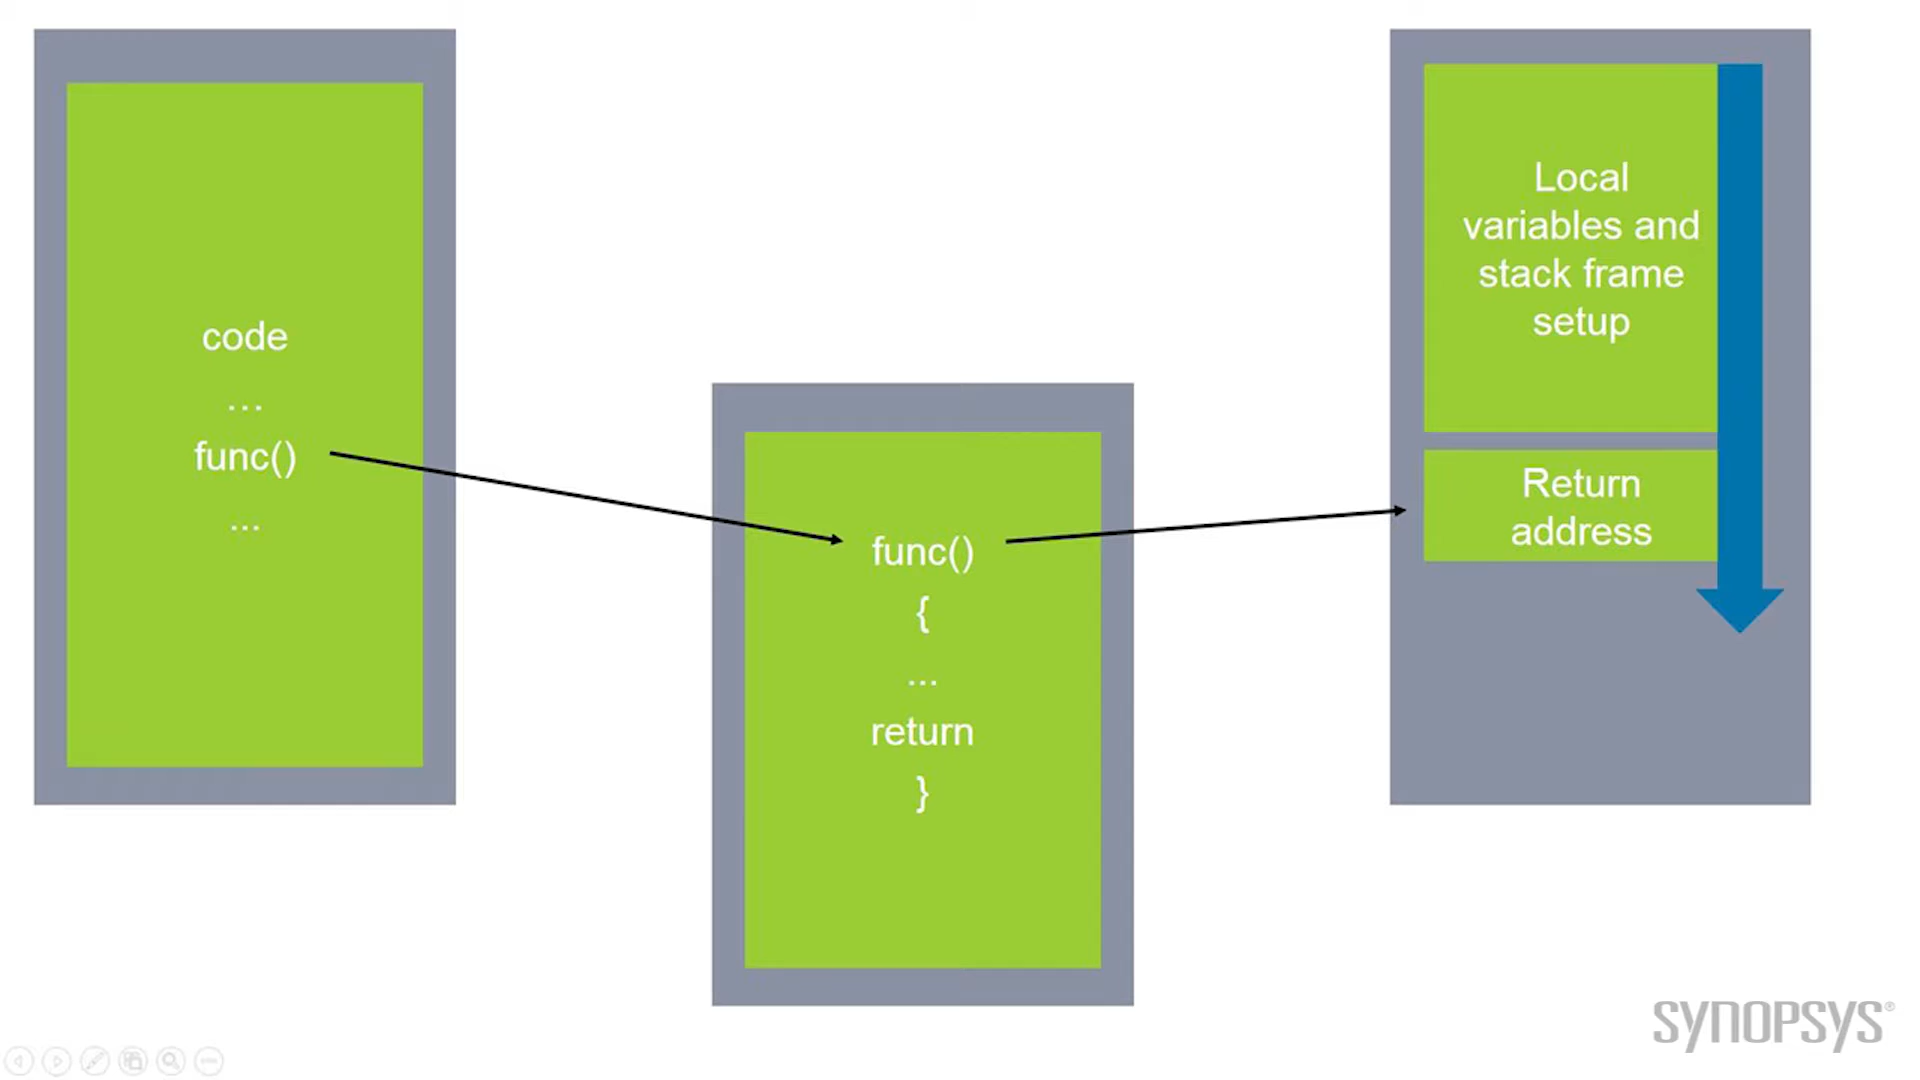 code
...
func()
...
func()
{
...
return
}
Local
variables and
stack frame
setup
Return
address
SYNOPSYS®